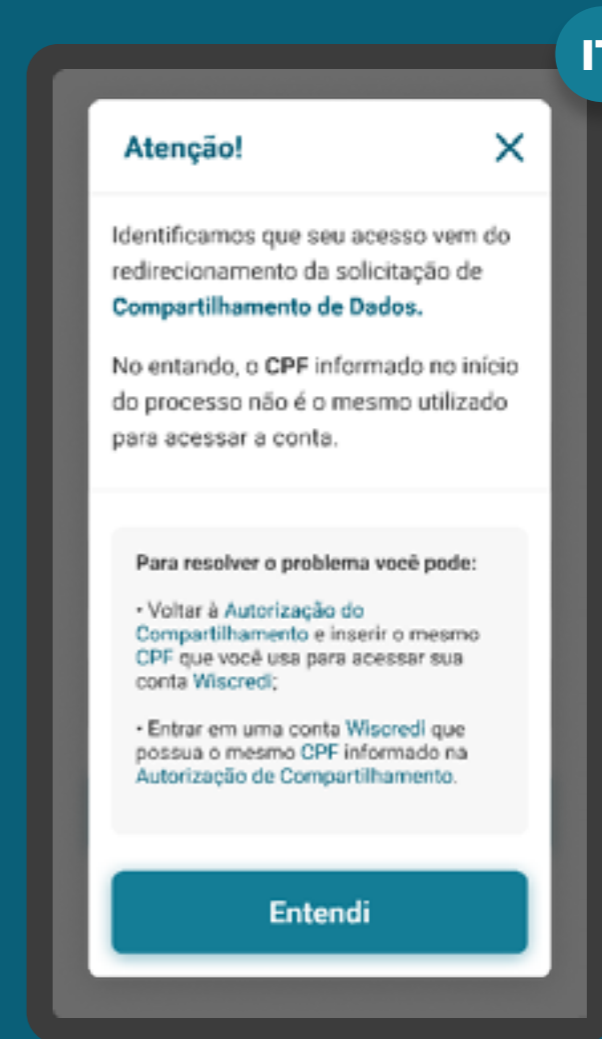 IT
Atenção!
Identificamos que seu acesso vem do
redirecionamento da solicitação de
Compartilhamento de Dados.
No entando, o CPF informado no início
do processo não é o mesmo utilizado
para acessar a conta.
Para resolver o problema você pode:
• Voltar à Autorização do
Compartilhamento e inserir o mesmo
CPF que você usa para acessar sua
conta Wiscredi;
• Entrar em uma conta Wiscredi que
possua o mesmo CPF informado na
Autorização de Compartilhamento.
Entendi